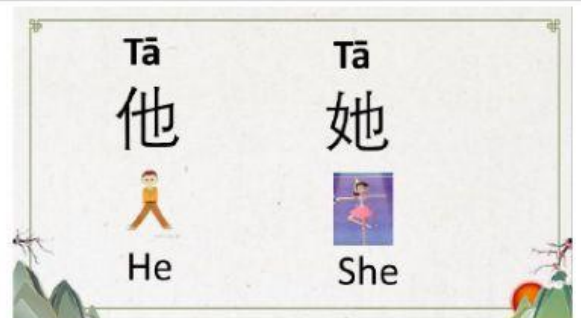 Tā Tā
他 她
He She